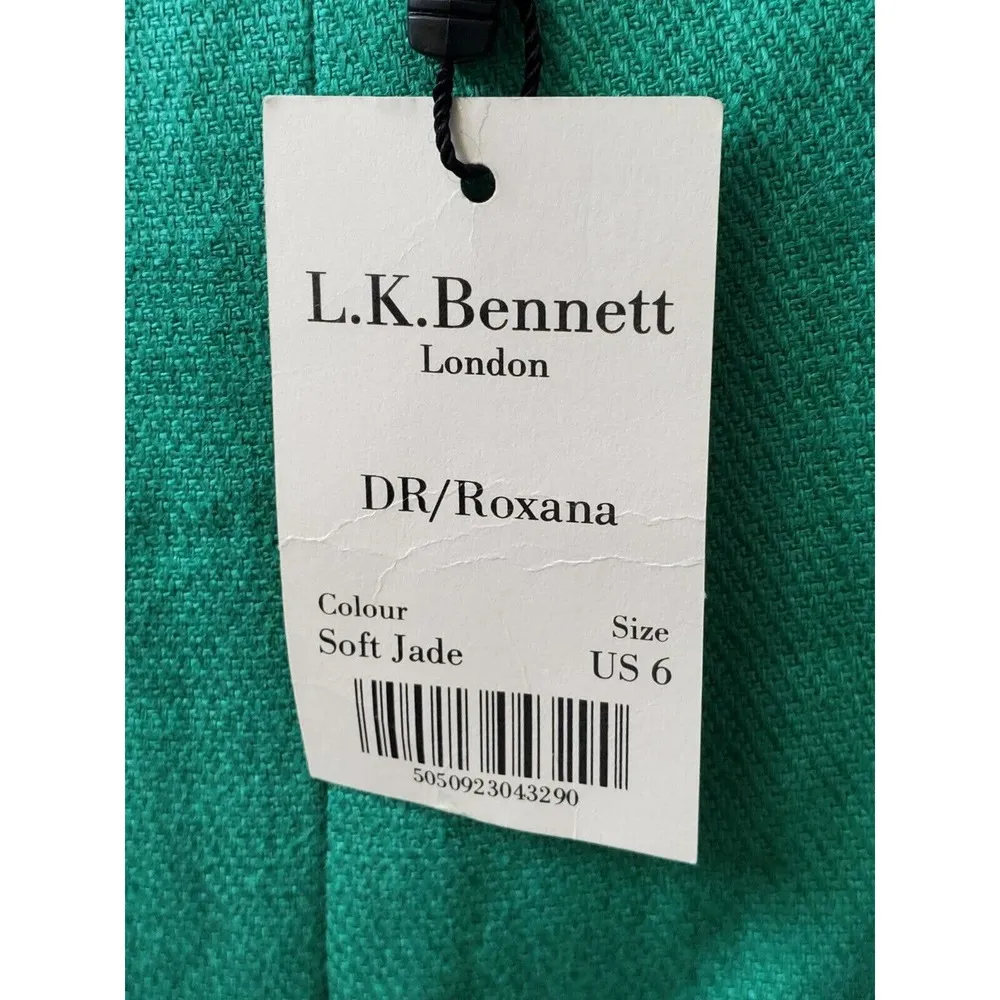 L.K.Bennett
London
DR/Roxana
Colour
Soft Jade
Size
US 6
5050923043290